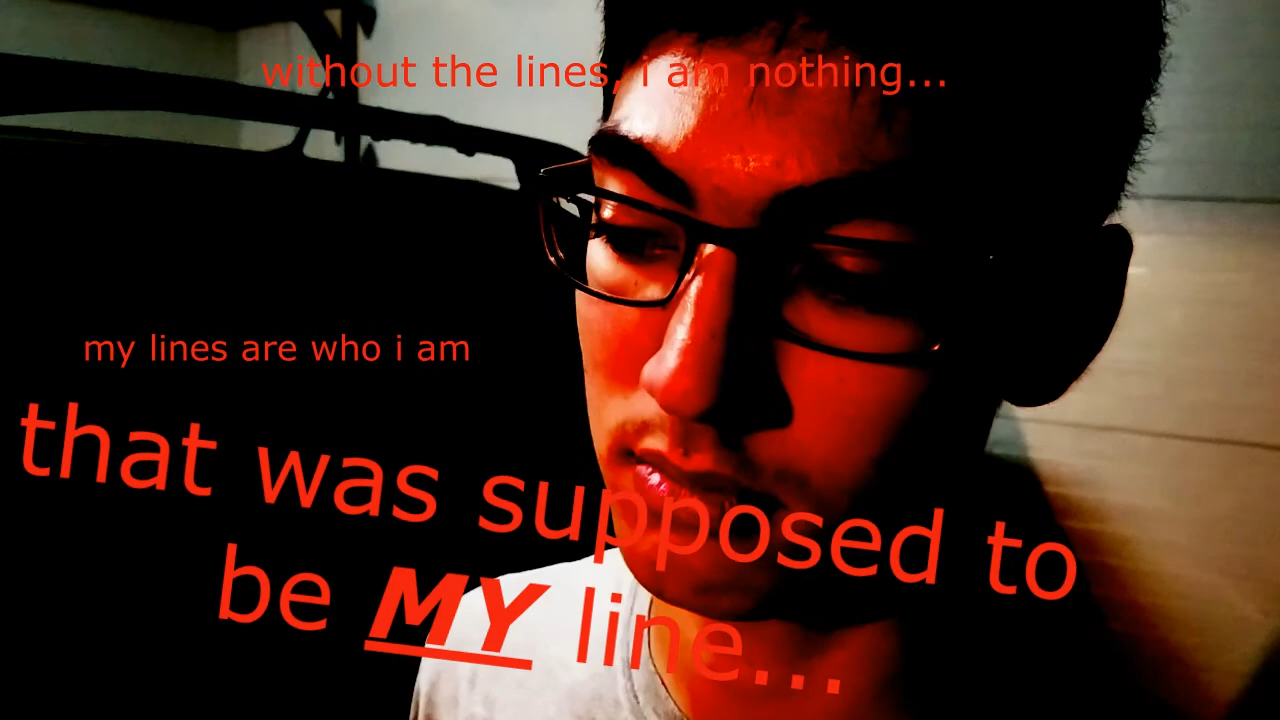 without the lines, i am nothing...
my lines are who i am
that was supposed to
be MY line...